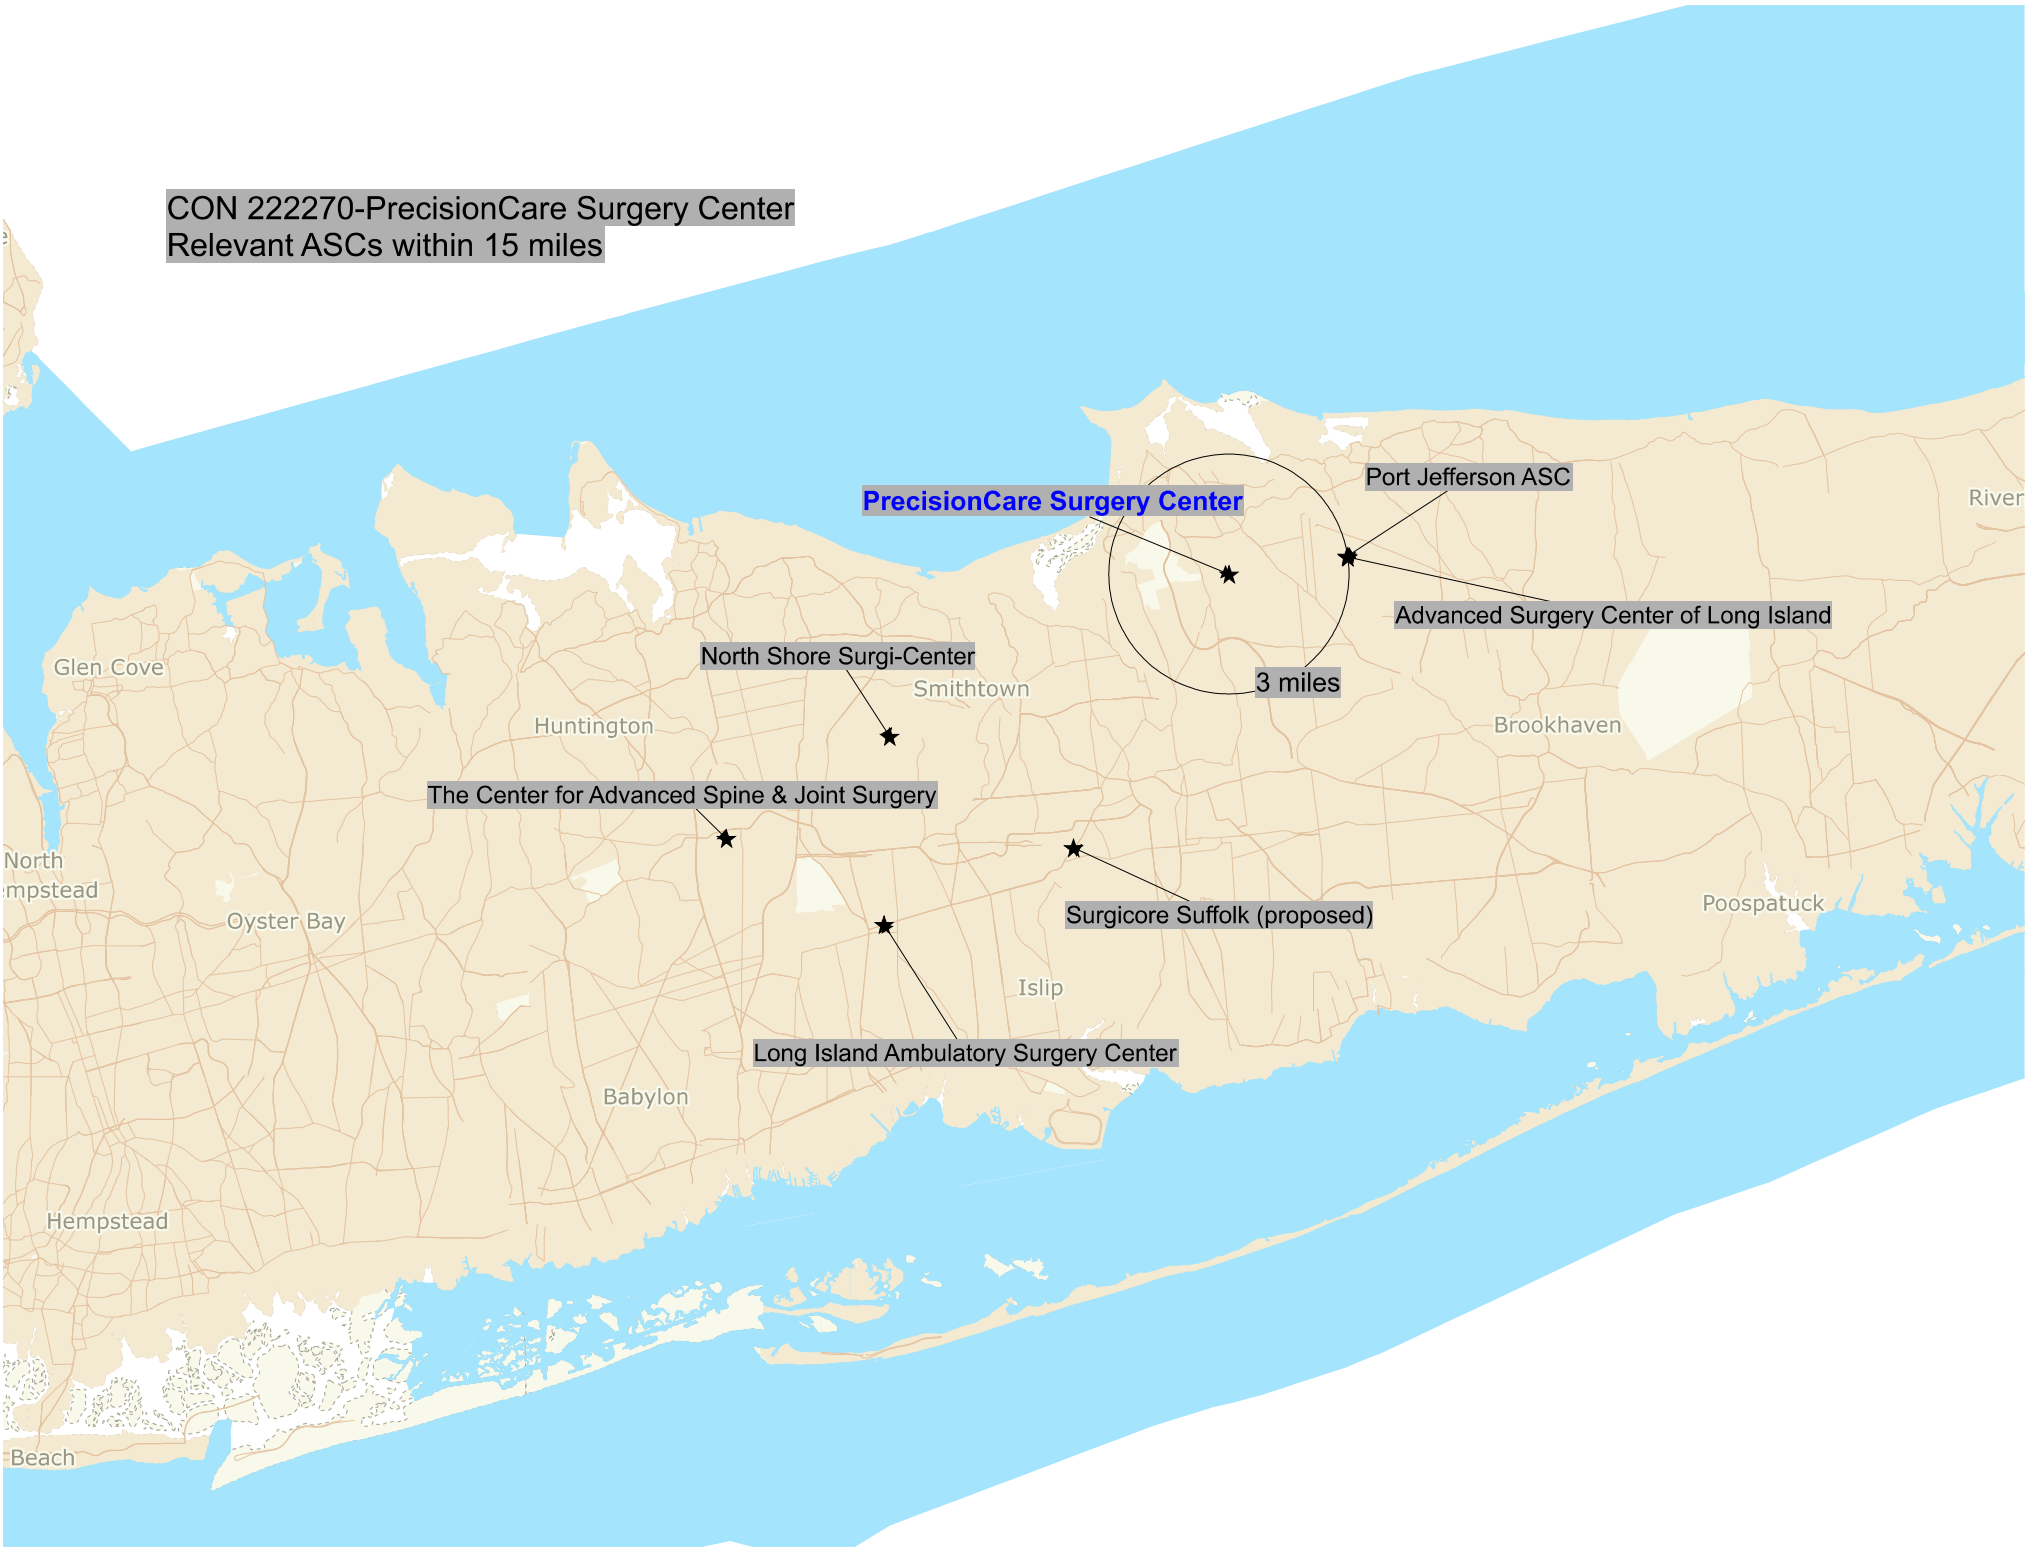 CON 222270-PrecisionCare Surgery Center
Relevant ASCs within 15 miles
e
Port Jefferson ASC
PrecisionCare Surgery Center
River
Advanced Surgery Center of Long Island
North Shore Surgi-Center
Glen Cove
3 miles
Smithtown
Huntington
Brookhaven
The Center for Advanced Spine & Joint Surgery
North
empstead
Poospatuck
Surgicore Suffolk (proposed)
Oyster Bay
Islip
Long Island Ambulatory Surgery Center
Babylon
Hempstead
Beach